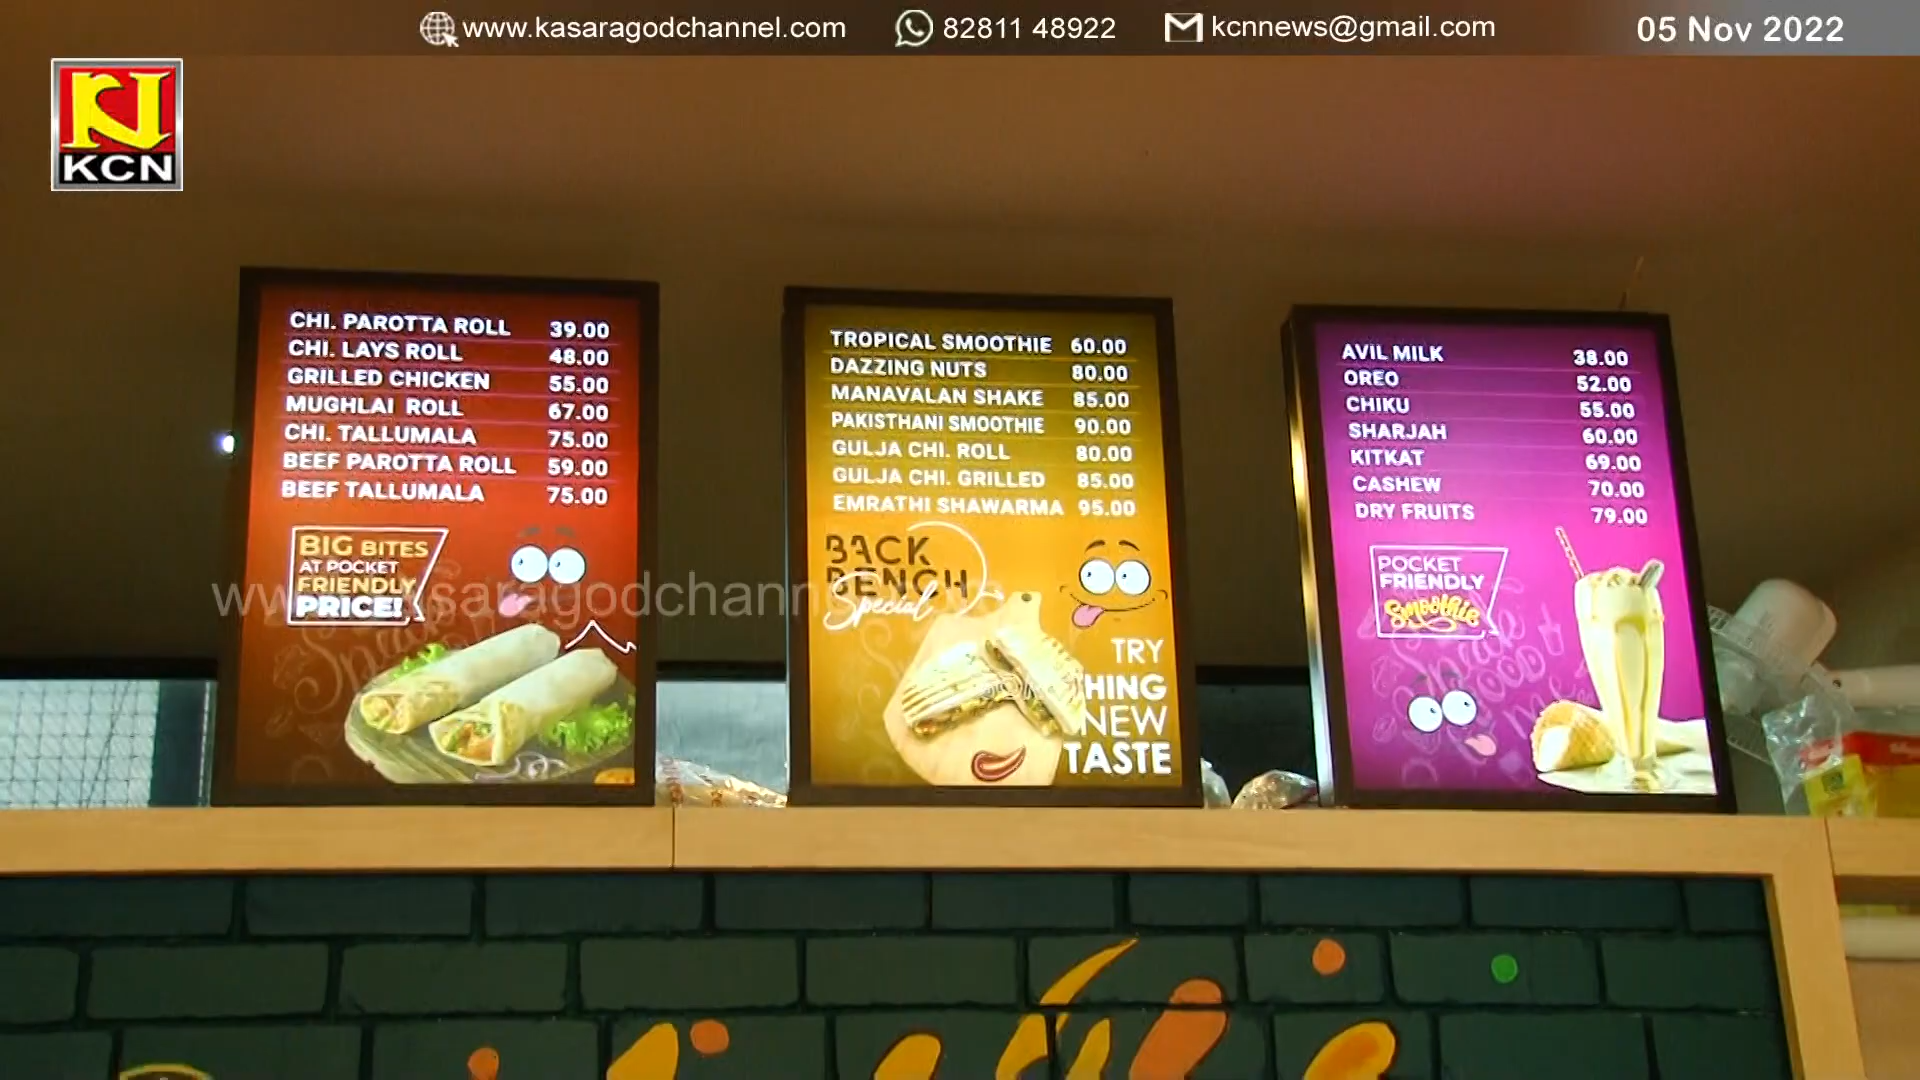 www.kasaragodchannel.com 82811 48922 kcnnews@gmail.com 05 Nov 2022
KCN
CHI. PAROTTA ROLL 39.00
CHI. LAYS ROLL 48.00
GRILLED CHICKEN 55.00
MUGHLAI ROLL 67.00
CHI. TALLUMALA 75.00
BEEF PAROTTA ROLL 59.00
BEEF TALLUMALA 75.00
BIG BITES
AT POCKET
FRIENDLY
PRICE!
TROPICAL SMOOTHIE 60.00
DAZZING NUTS 80.00
MANAVALAN SHAKE 85.00
PAKISTHANI SMOOTHIE 90.00
GULJA CHI. ROLL 80.00
GULJA CHI. GRILLED 85.00
EMRATHI SHAWARMA 95.00
BACK
BENCH
Special
TRY
HING
NEW
TASTE
AVIL MILK 38.00
OREO 52.00
CHIKU 55.00
SHARJAH 60.00
KITKAT 69.00
CASHEW 70.00
DRY FRUITS 79.00
POCKET
FRIENDLY
Smoothie